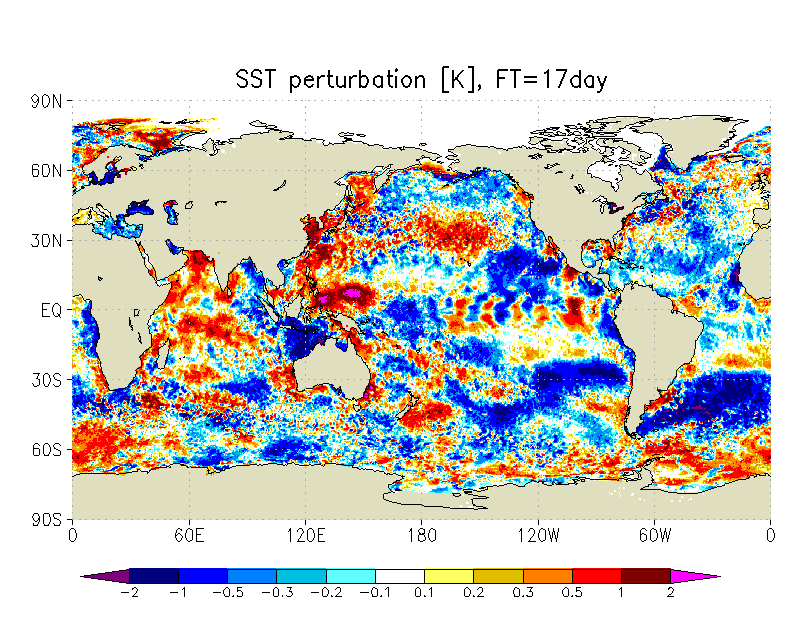 SST perturbation [K], FT=17day
90N
60N
30N
EQ
30S
60S
90S
0 60E 120E 180 120W 60W 0
-2 -1 -0.5 -0.3 -0.2 -0.1 0.1 0.2 0.3 0.5 1 2